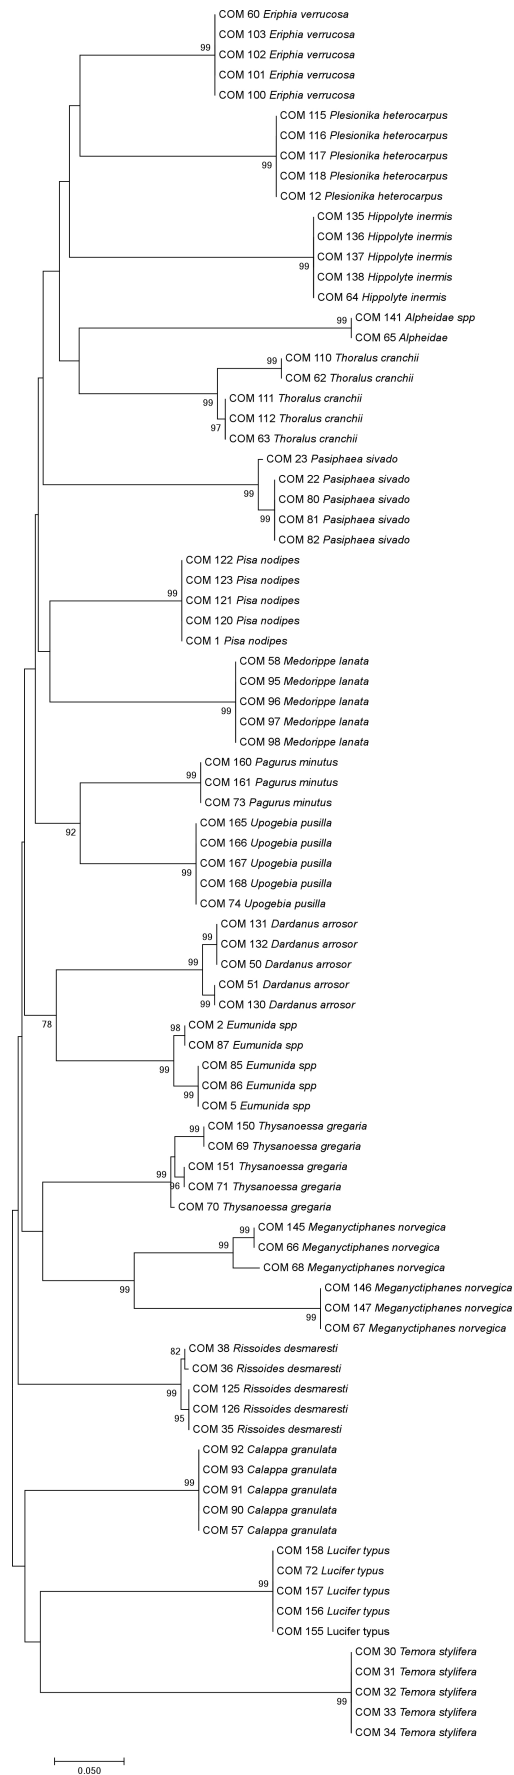 COM 60 Eriphia verrucosa
COM 103 Eriphia verrucosa
99
COM 102 Eriphia verrucosa
COM 101 Eriphia verrucosa
COM 100 Eriphia verrucosa
COM 115 Plesionika heterocarpus
COM 116 Plesionika heterocarpus
COM 117 Plesionika heterocarpus
99
COM 118 Plesionika heterocarpus
COM 12 Plesionika heterocarpus
COM 135 Hippolyte inermis
COM 136 Hippolyte inermis
COM 137 Hippolyte inermis
99
COM 138 Hippolyte inermis
COM 64 Hippolyte inermis
99
COM 141 Alpheidae spp
COM 65 Alpheidae
99
COM 110 Thoralus cranchii
COM 62 Thoralus cranchii
99
COM 111 Thoralus cranchii
COM 112 Thoralus cranchii
97
COM 63 Thoralus cranchii
COM 23 Pasiphaea sivado
COM 22 Pasiphaea sivado
99
COM 80 Pasiphaea sivado
99
COM 81 Pasiphaea sivado
COM 82 Pasiphaea sivado
COM 122 Pisa nodipes
COM 123 Pisa nodipes
99
COM 121 Pisa nodipes
COM 120 Pisa nodipes
COM 1 Pisa nodipes
COM 58 Medorippe lanata
COM 95 Medorippe lanata
COM 96 Medorippe lanata
99
COM 97 Medorippe lanata
COM 98 Medorippe lanata
COM 160 Pagurus minutus
99
COM 161 Pagurus minutus
COM 73 Pagurus minutus
92
COM 165 Upogebia pusilla
COM 166 Upogebia pusilla
COM 167 Upogebia pusilla
99
COM 168 Upogebia pusilla
COM 74 Upogebia pusilla
COM 131 Dardanus arrosor
99
COM 132 Dardanus arrosor
99
COM 50 Dardanus arrosor
COM 51 Dardanus arrosor
99
COM 130 Dardanus arrosor
78
98
COM 2 Eumunida spp
COM 87 Eumunida spp
99
COM 85 Eumunida spp
COM 86 Eumunida spp
99
COM 5 Eumunida spp
99
COM 150 Thysanoessa gregaria
COM 69 Thysanoessa gregaria
99
COM 151 Thysanoessa gregaria
96
COM 71 Thysanoessa gregaria
COM 70 Thysanoessa gregaria
99
COM 145 Meganyctiphanes norvegica
99
COM 66 Meganyctiphanes norvegica
COM 68 Meganyctiphanes norvegica
99
COM 146 Meganyctiphanes norvegica
COM 147 Meganyctiphanes norvegica
99
COM 67 Meganyctiphanes norvegica
82
COM 38 Rissoides desmaresti
COM 36 Rissoides desmaresti
99
COM 125 Rissoides desmaresti
COM 126 Rissoides desmaresti
95
COM 35 Rissoides desmaresti
COM 92 Calappa granulata
COM 93 Calappa granulata
99
COM 91 Calappa granulata
COM 90 Calappa granulata
COM 57 Calappa granulata
COM 158 Lucifer typus
COM 72 Lucifer typus
99
COM 157 Lucifer typus
COM 156 Lucifer typus
COM 155 Lucifer typus
COM 30 Temora stylifera
COM 31 Temora stylifera
COM 32 Temora stylifera
99
COM 33 Temora stylifera
COM 34 Temora stylifera
0.050